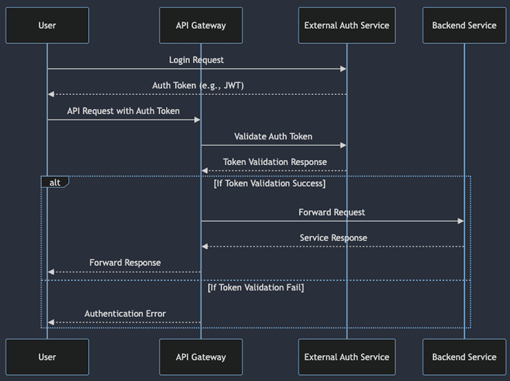 User
API Gateway
External Auth Service
Backend Service
Login Request
Auth Token (e.g., JWT)
API Request with Auth Token
Validate Auth Token
Token Validation Response
alt
[If Token Validation Success]
Forward Request
Service Response
Forward Response
[If Token Validation Fail]
Authentication Error
User
API Gateway
External Auth Service
Backend Service